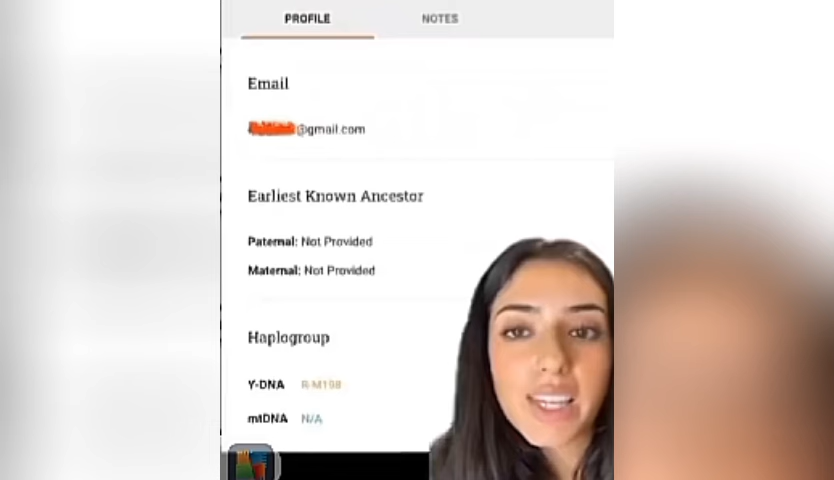 PROFILE NOTES
Email
@gmail.com
Earliest Known Ancestor
Paternal: Not Provided
Maternal: Not Provided
Haplogroup
Y-DNA R-M198
mtDNA N/A